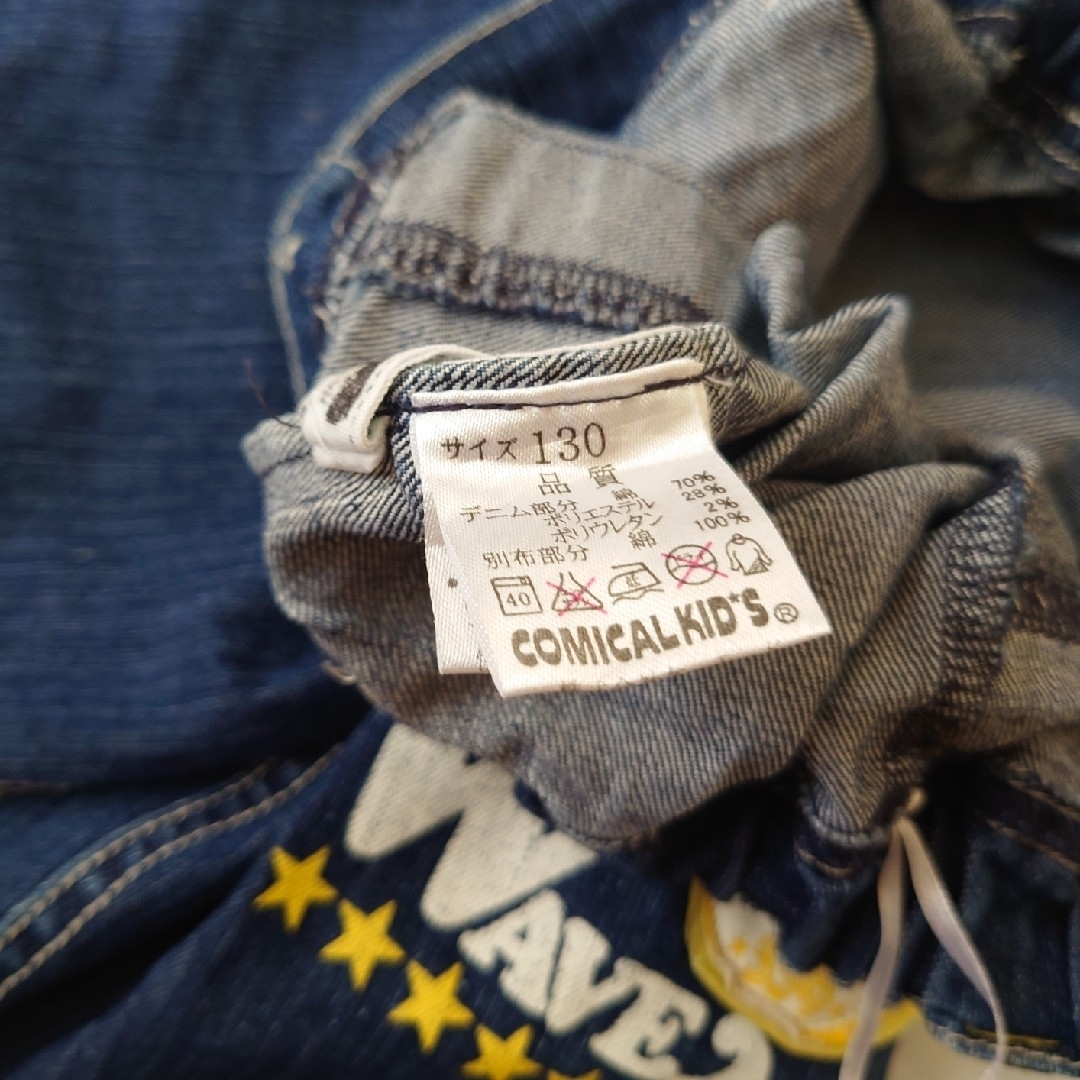 サイズ 130
品質
デニム部分 綿 70%
ポリエステル 28%
ポリウレタン 2%
別布部分 綿 100%
40
COMICAL KID'S®
WAVE